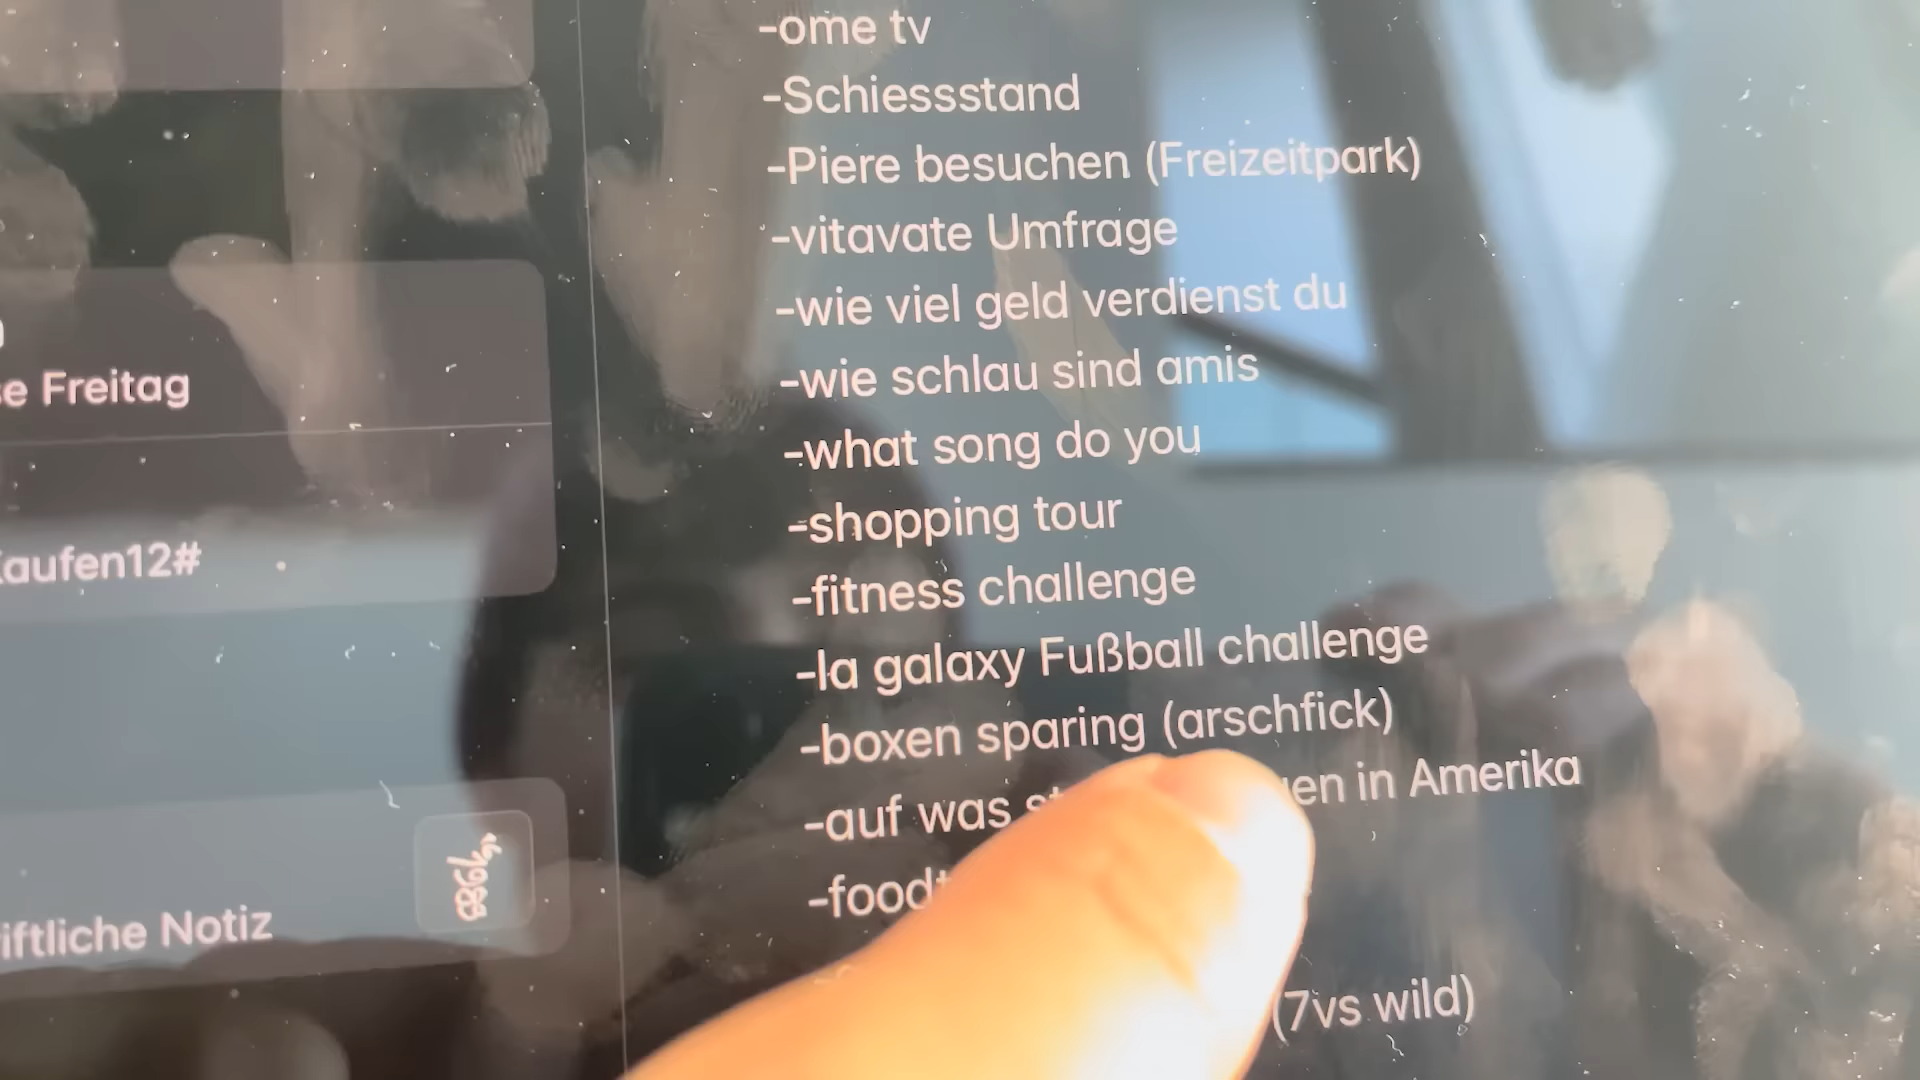 -ome tv
-Schiessstand
-Piere besuchen (Freizeitpark)
-vitavate Umfrage
-wie viel geld verdienst du
-wie schlau sind amis
-what song do you
-shopping tour
-fitness challenge
-la galaxy Fußball challenge
-boxen sparing (arschfick)
-auf was en in Amerika
-food
(7vs wild)
se Freitag
Kaufen12#
iftliche Notiz